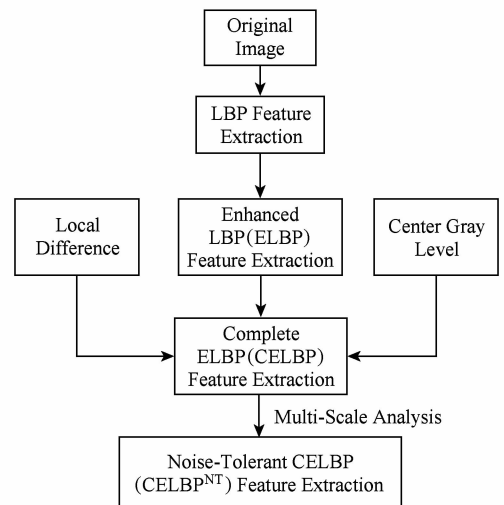 Original
Image
LBP Feature
Extraction
Local
Difference
Enhanced
LBP(ELBP)
Feature Extraction
Center Gray
Level
Complete
ELBP(CELBP)
Feature Extraction
Multi-Scale Analysis
Noise-Tolerant CELBP
(CELBP^NT) Feature Extraction